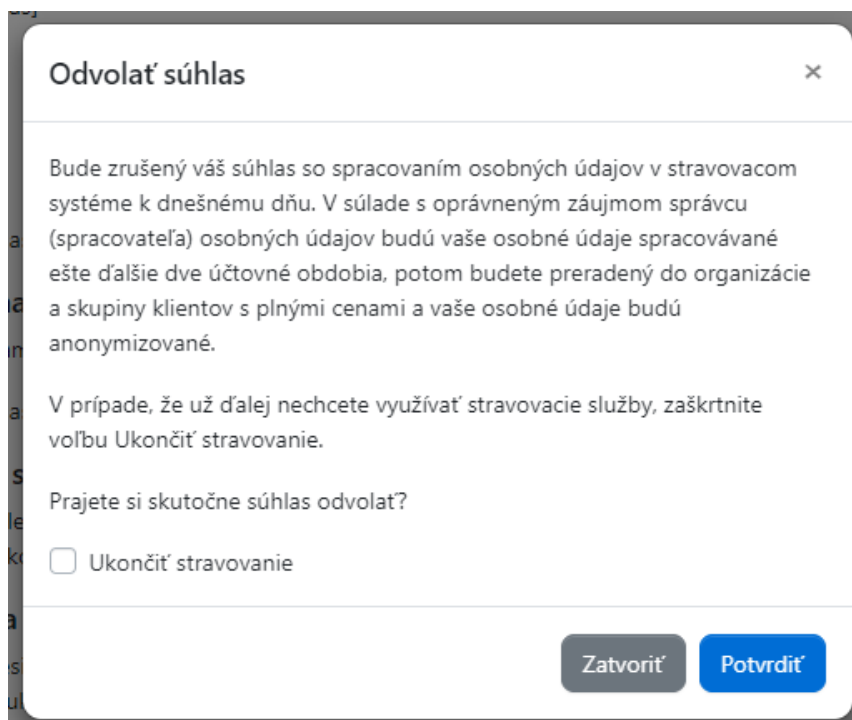 Odvolať súhlas
×
Bude zrušený váš súhlas so spracovaním osobných údajov v stravovacom
systéme k dnešnému dňu. V súlade s oprávneným záujmom správcu
(spracovateľa) osobných údajov budú vaše osobné údaje spracovávané
ešte ďalšie dve účtovné obdobia, potom budete preradený do organizácie
a skupiny klientov s plnými cenami a vaše osobné údaje budú
anonymizované.
V prípade, že už ďalej nechcete využívať stravovacie služby, zaškrtnite
voľbu Ukončiť stravovanie.
Prajete si skutočne súhlas odvolať?
Ukončiť stravovanie
Zatvoriť
Potvrdiť